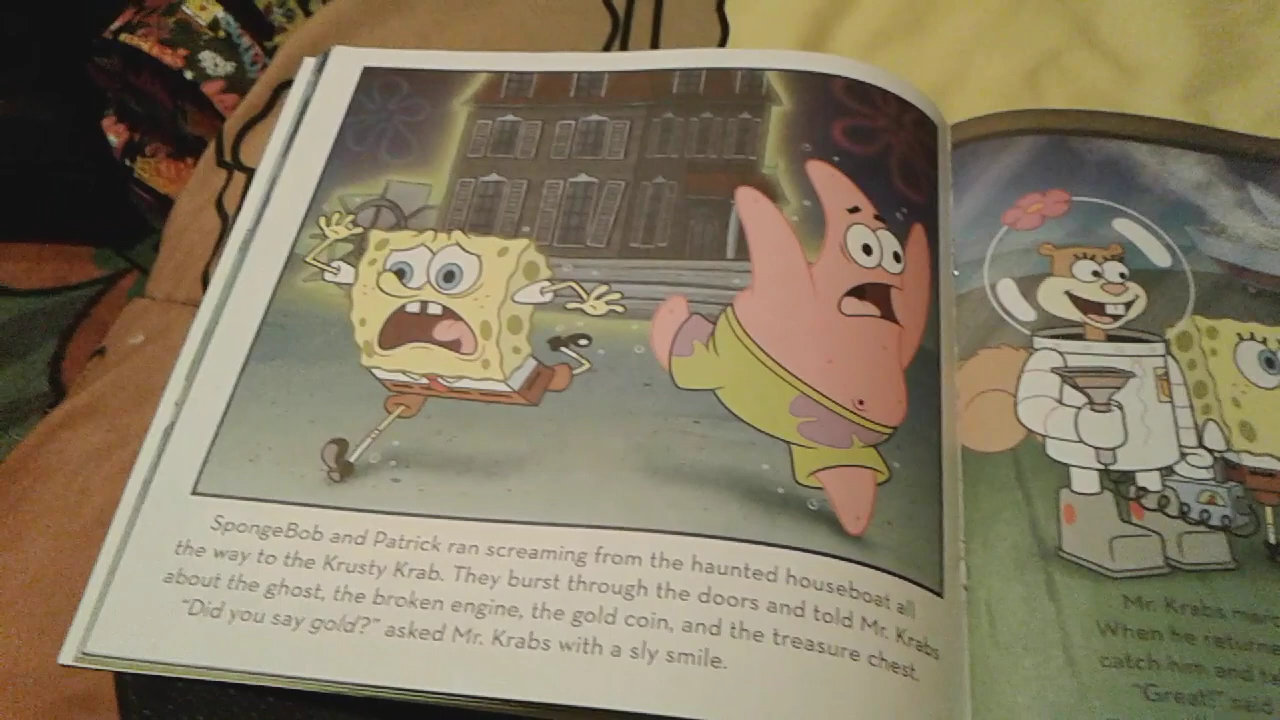 SpongeBob and Patrick ran screaming from the haunted houseboat all
the way to the Krusty Krab. They burst through the doors and told Mr. Krabs
about the ghost, the broken engine, the gold coin, and the treasure chest.
"Did you say gold?" asked Mr. Krabs with a sly smile.
Mr. Krabs
When he returne
catch him and
"Great!" said